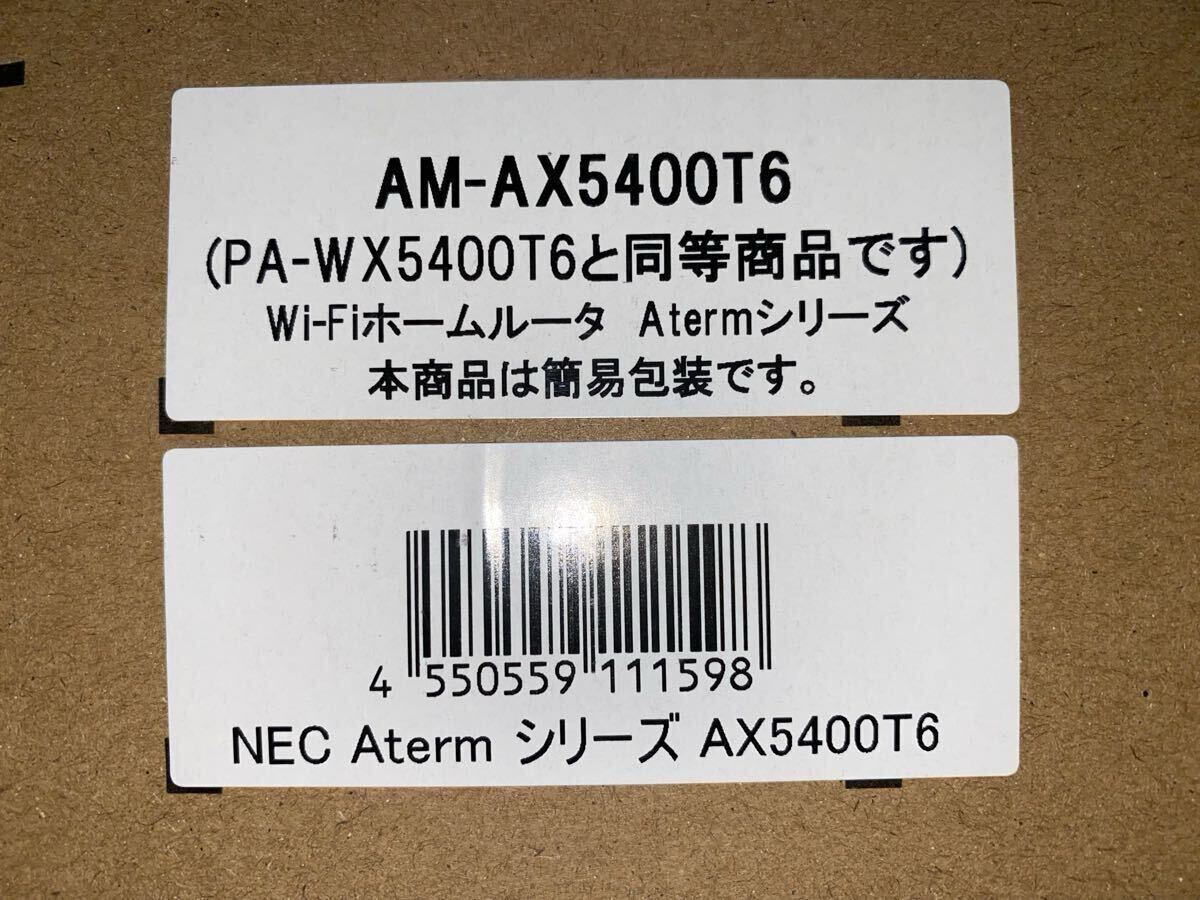 AM-AX5400T6
(PA-WX5400T6と同等商品です)
Wi-Fiホームルータ Atermシリーズ
本商品は簡易包装です。
4 550559 111598
NEC Aterm シリーズ AX5400T6